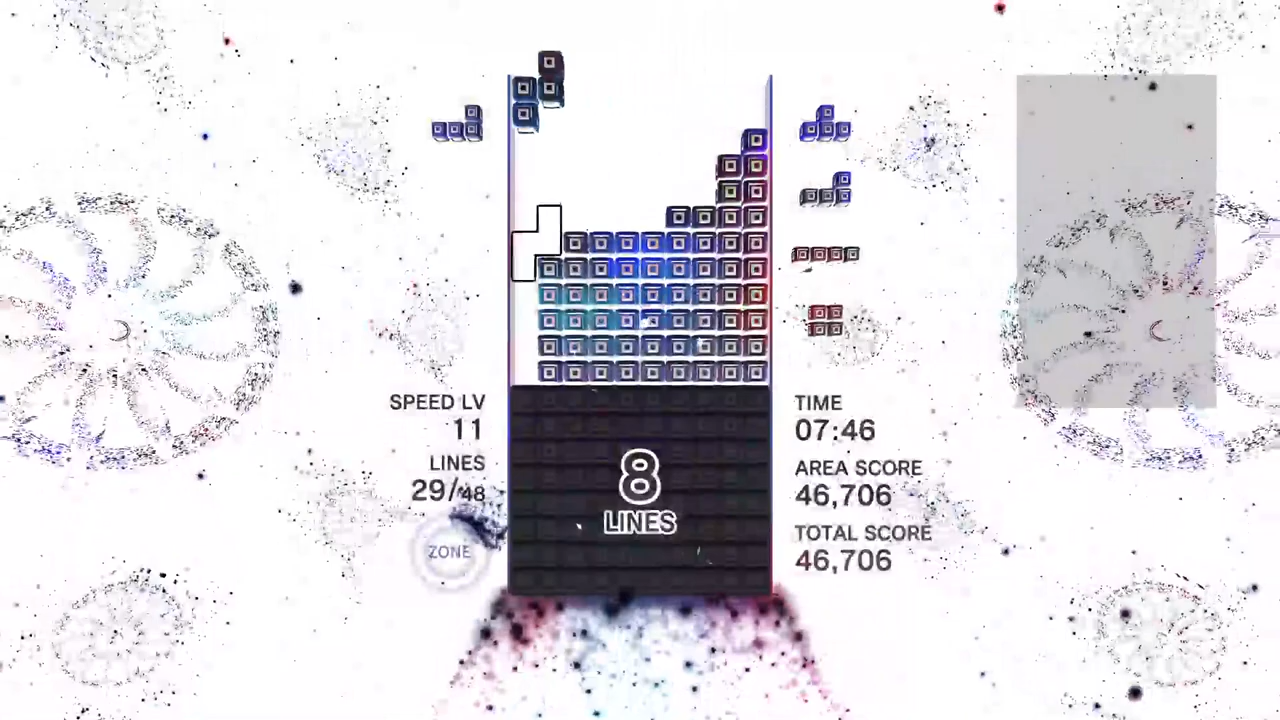 SPEED LV
11
LINES
29/48
ZONE
8
LINES
TIME
07:46
AREA SCORE
46,706
TOTAL SCORE
46,706